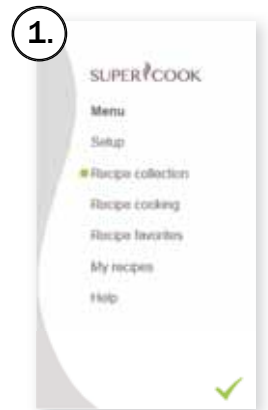 1.
SUPERCOOK
Menu
Setup
Recipe collection
Recipe cooking
Recipe favorites
My recipes
Help